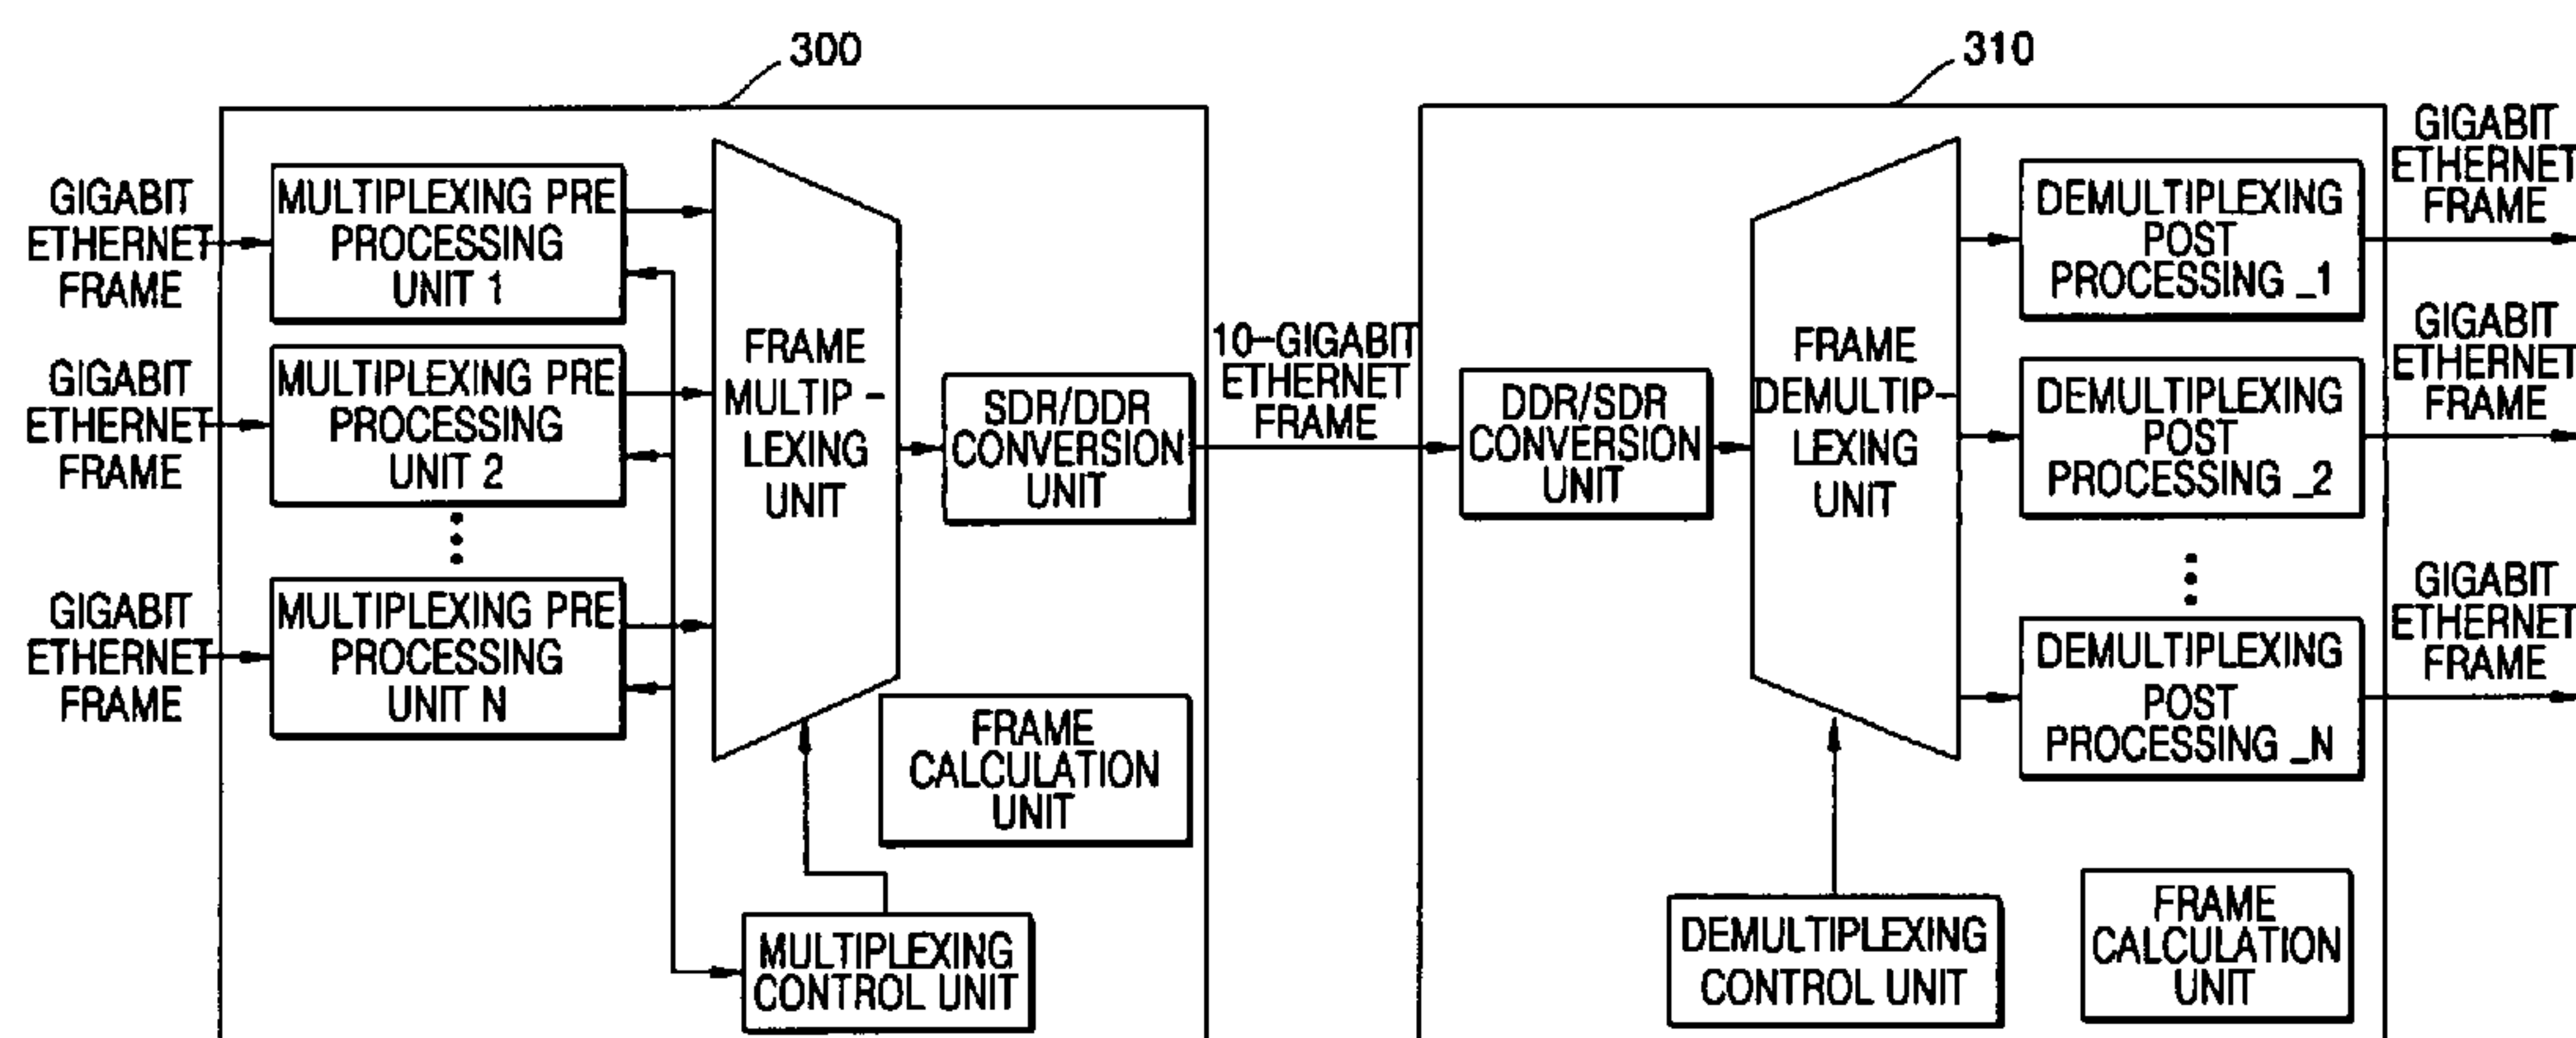 300
GIGABIT
ETHERNET
FRAME
MULTIPLEXING PRE
PROCESSING
UNIT 1
GIGABIT
ETHERNET
FRAME
MULTIPLEXING PRE
PROCESSING
UNIT 2
GIGABIT
ETHERNET
FRAME
MULTIPLEXING PRE
PROCESSING
UNIT N
FRAME
MULTIP -
LEXING
UNIT
SDR/DDR
CONVERSION
UNIT
FRAME
CALCULATION
UNIT
MULTIPLEXING
CONTROL UNIT
10-GIGABIT
ETHERNET
FRAME
310
DDR/SDR
CONVERSION
UNIT
FRAME
DEMULTIP-
LEXING
UNIT
DEMULTIPLEXING
POST
PROCESSING _1
GIGABIT
ETHERNET
FRAME
DEMULTIPLEXING
POST
PROCESSING _2
GIGABIT
ETHERNET
FRAME
DEMULTIPLEXING
POST
PROCESSING _N
GIGABIT
ETHERNET
FRAME
DEMULTIPLEXING
CONTROL UNIT
FRAME
CALCULATION
UNIT